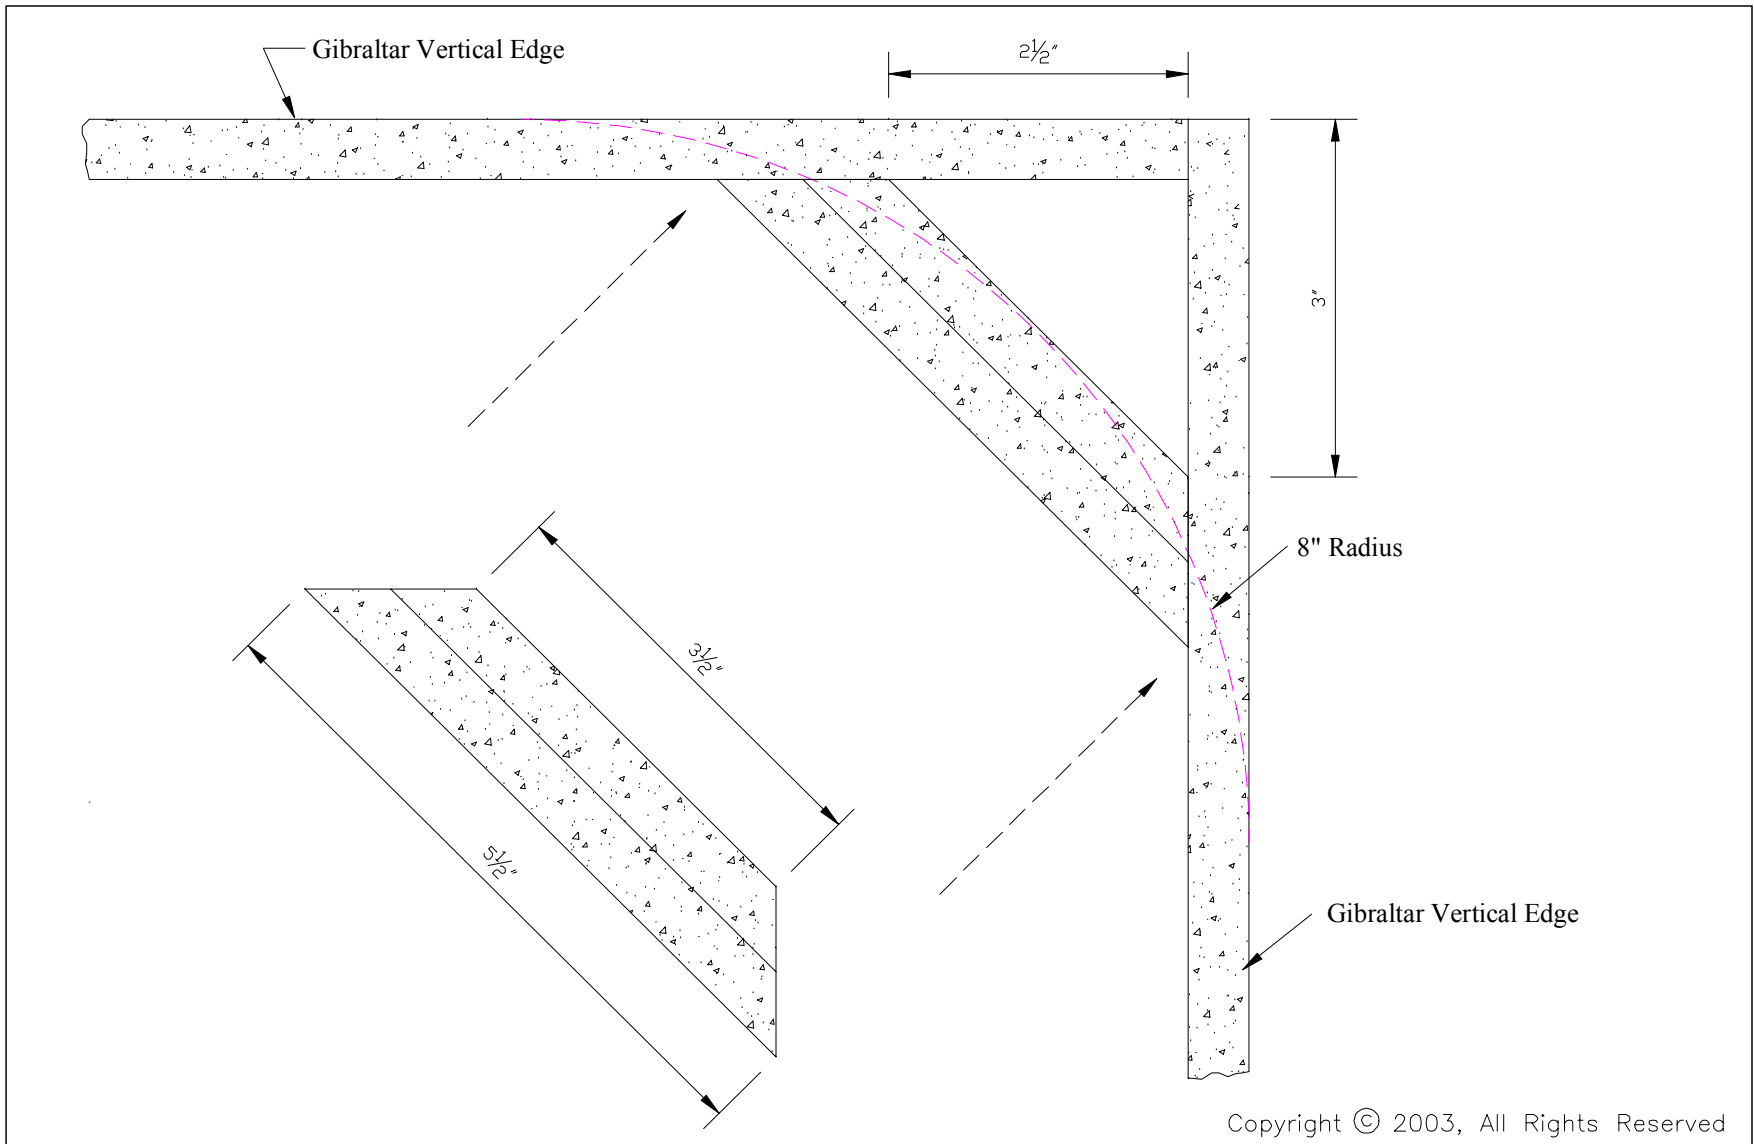 Gibraltar Vertical Edge
2½"
3"
8" Radius
3½"
5½"
Gibraltar Vertical Edge
Copyright © 2003, All Rights Reserved